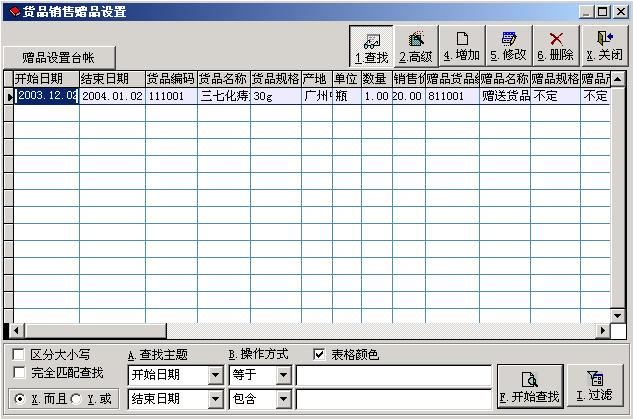 货品销售赠品设置
赠品设置台帐
1.查找 2.高级 4.增加 5.修改 6.删除 X.关闭
开始日期 结束日期 货品编码 货品名称 货品规格 产地 单位 数量 销售价 赠品货品编 赠品名称 赠品规格 赠品产
2003.12.02 2004.01.02 111001 三七化痔 30g 广州 瓶 1.00 20.00 811001 赠送货品 不定 不定
区分大小写 A.查找主题 B.操作方式 表格颜色
完全匹配查找 开始日期 等于
X.而且 Y.或 结束日期 包含 F.开始查找 I.过滤